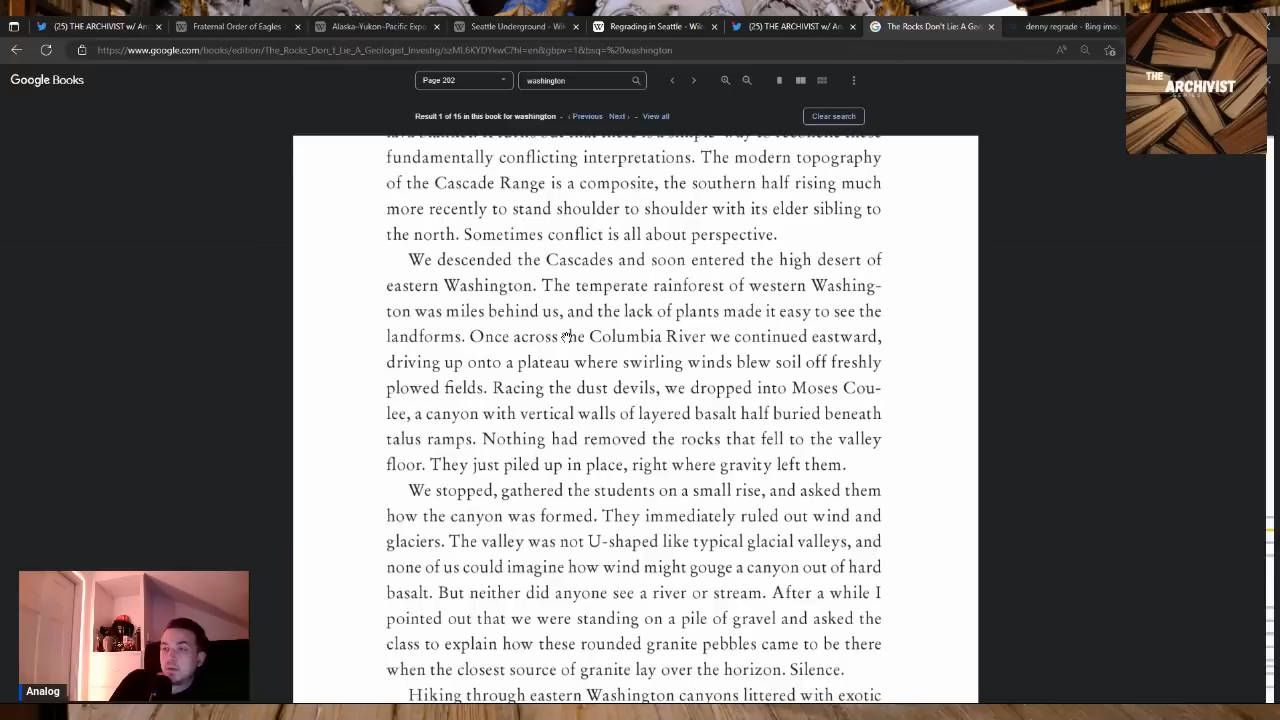 (25) THE ARCHIVIST w/ An
Fraternal Order of Eagles
Alaska-Yukon-Pacific Expo
Seattle Underground - Wik
Regrading in Seattle - Wik
(25) THE ARCHIVIST w/ An
The Rocks Don't Lie: A Ge
denny regrade - Bing imag
https://www.google.com/books/edition/The_Rocks_Don_t_Lie_A_Geologist_Investig/szML6KYDYkwC?hl=en&gbpv=1&bsq=%20washington
Google Books
Page 202
washington
Result 1 of 15 in this book for washington - ‹ Previous Next › - View all
Clear search
THE
ARCHIVIST
SERIES
fundamentally conflicting interpretations. The modern topography
of the Cascade Range is a composite, the southern half rising much
more recently to stand shoulder to shoulder with its elder sibling to
the north. Sometimes conflict is all about perspective.
We descended the Cascades and soon entered the high desert of
eastern Washington. The temperate rainforest of western Washing-
ton was miles behind us, and the lack of plants made it easy to see the
landforms. Once across the Columbia River we continued eastward,
driving up onto a plateau where swirling winds blew soil off freshly
plowed fields. Racing the dust devils, we dropped into Moses Cou-
lee, a canyon with vertical walls of layered basalt half buried beneath
talus ramps. Nothing had removed the rocks that fell to the valley
floor. They just piled up in place, right where gravity left them.
We stopped, gathered the students on a small rise, and asked them
how the canyon was formed. They immediately ruled out wind and
glaciers. The valley was not U-shaped like typical glacial valleys, and
none of us could imagine how wind might gouge a canyon out of hard
basalt. But neither did anyone see a river or stream. After a while I
pointed out that we were standing on a pile of gravel and asked the
class to explain how these rounded granite pebbles came to be there
when the closest source of granite lay over the horizon. Silence.
Hiking through eastern Washington canyons littered with exotic
Analog